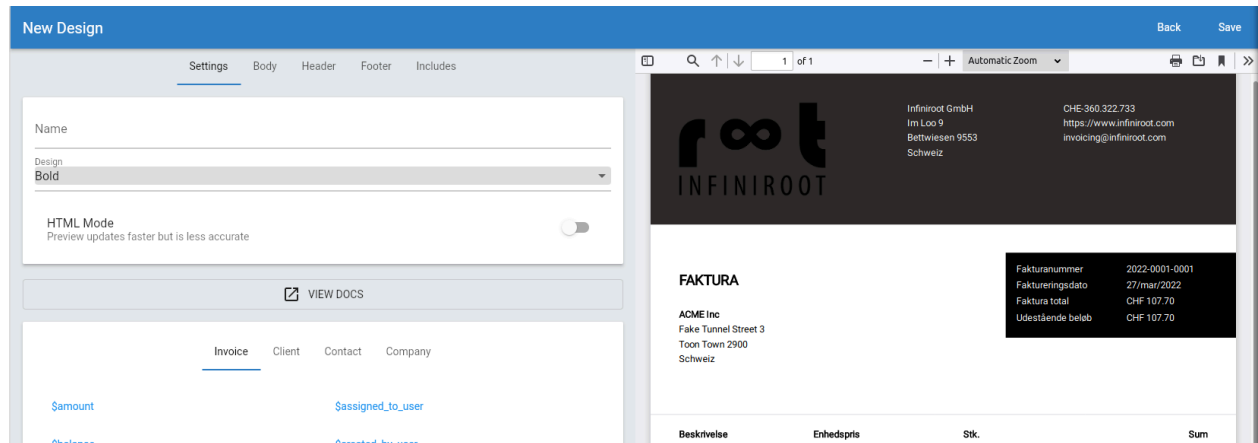 New Design
Back
Save
Settings
Body
Header
Footer
Includes
Name
Design
Bold
HTML Mode
Preview updates faster but is less accurate
VIEW DOCS
Invoice
Client
Contact
Company
$amount
$assigned_to_user
$balance
$created_by_user
1 of 1
Automatic Zoom
root
INFINIROOT
Infiniroot GmbH
Im Loo 9
Bettwiesen 9553
Schweiz
CHE-360.322.733
https://www.infiniroot.com
invoicing@infiniroot.com
FAKTURA
ACME Inc
Fake Tunnel Street 3
Toon Town 2900
Schweiz
Fakturanummer 2022-0001-0001
Faktureringsdato 27/mar/2022
Faktura total CHF 107.70
Udestående beløb CHF 107.70
Beskrivelse Enhedspris Stk. Sum